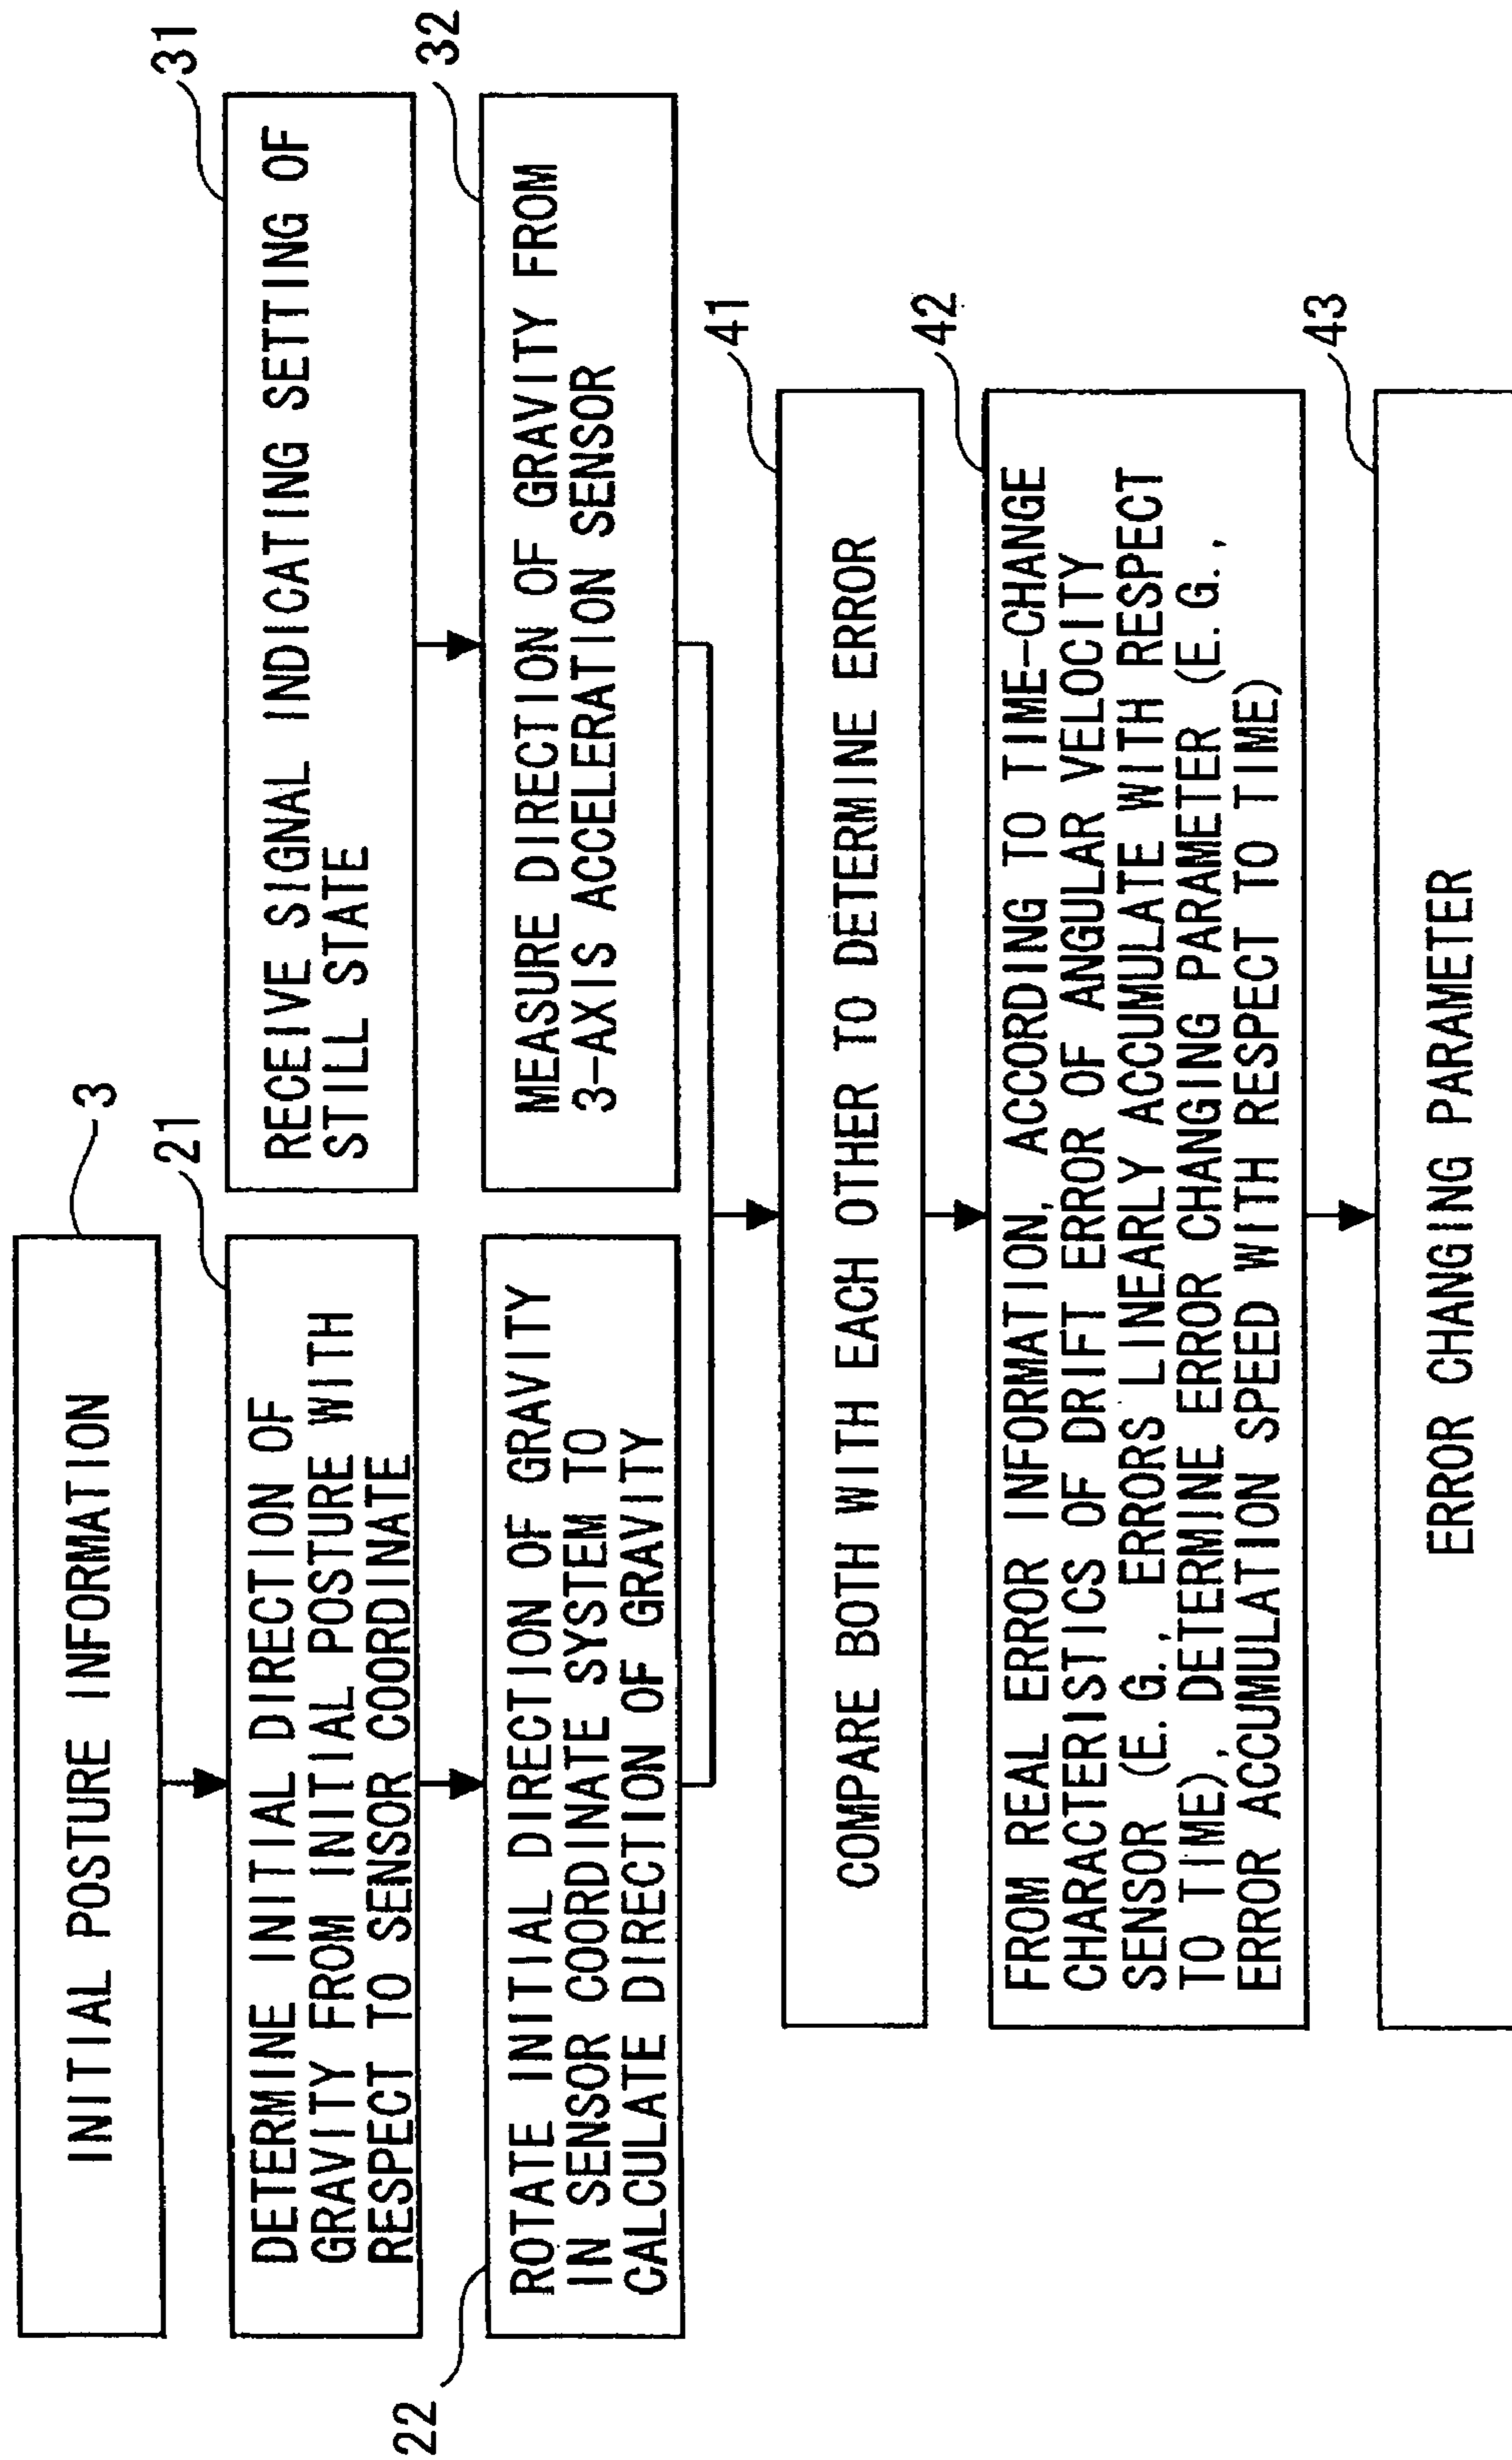 3
INITIAL POSTURE INFORMATION
21
DETERMINE INITIAL DIRECTION OF
GRAVITY FROM INITIAL POSTURE WITH
RESPECT TO SENSOR COORDINATE
22
ROTATE INITIAL DIRECTION OF GRAVITY
IN SENSOR COORDINATE SYSTEM TO
CALCULATE DIRECTION OF GRAVITY
31
RECEIVE SIGNAL INDICATING SETTING OF
STILL STATE
32
MEASURE DIRECTION OF GRAVITY FROM
3-AXIS ACCELERATION SENSOR
41
COMPARE BOTH WITH EACH OTHER TO DETERMINE ERROR
42
FROM REAL ERROR INFORMATION, ACCORDING TO TIME-CHANGE
CHARACTERISTICS OF DRIFT ERROR OF ANGULAR VELOCITY
SENSOR (E.G., ERRORS LINEARLY ACCUMULATE WITH RESPECT
TO TIME), DETERMINE ERROR CHANGING PARAMETER (E.G.,
ERROR ACCUMULATION SPEED WITH RESPECT TO TIME)
43
ERROR CHANGING PARAMETER